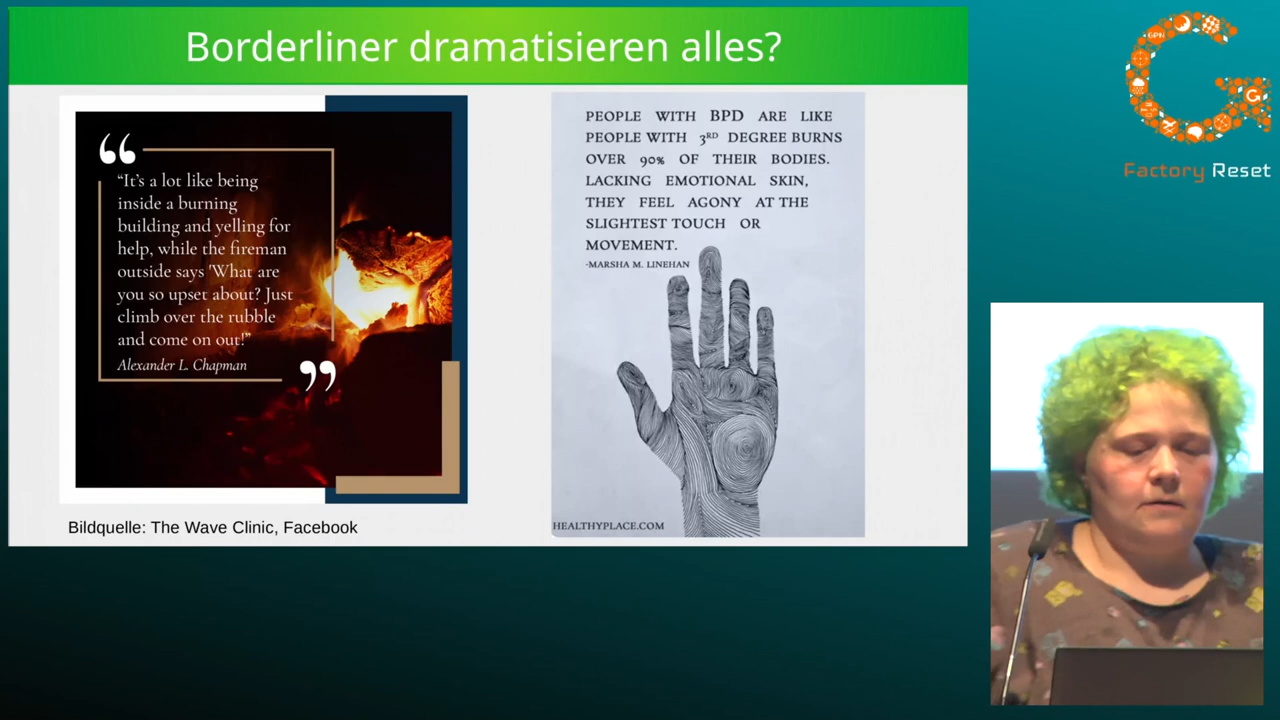 Borderliner dramatisieren alles?
“It’s a lot like being
inside a burning
building and yelling for
help, while the fireman
outside says 'What are
you so upset about? Just
climb over the rubble
and come on out!”
Alexander L. Chapman
Bildquelle: The Wave Clinic, Facebook
PEOPLE WITH BPD ARE LIKE
PEOPLE WITH 3RD DEGREE BURNS
OVER 90% OF THEIR BODIES.
LACKING EMOTIONAL SKIN,
THEY FEEL AGONY AT THE
SLIGHTEST TOUCH OR
MOVEMENT.
-MARSHA M. LINEHAN
HEALTHYPLACE.COM
GPN
G
Factory Reset